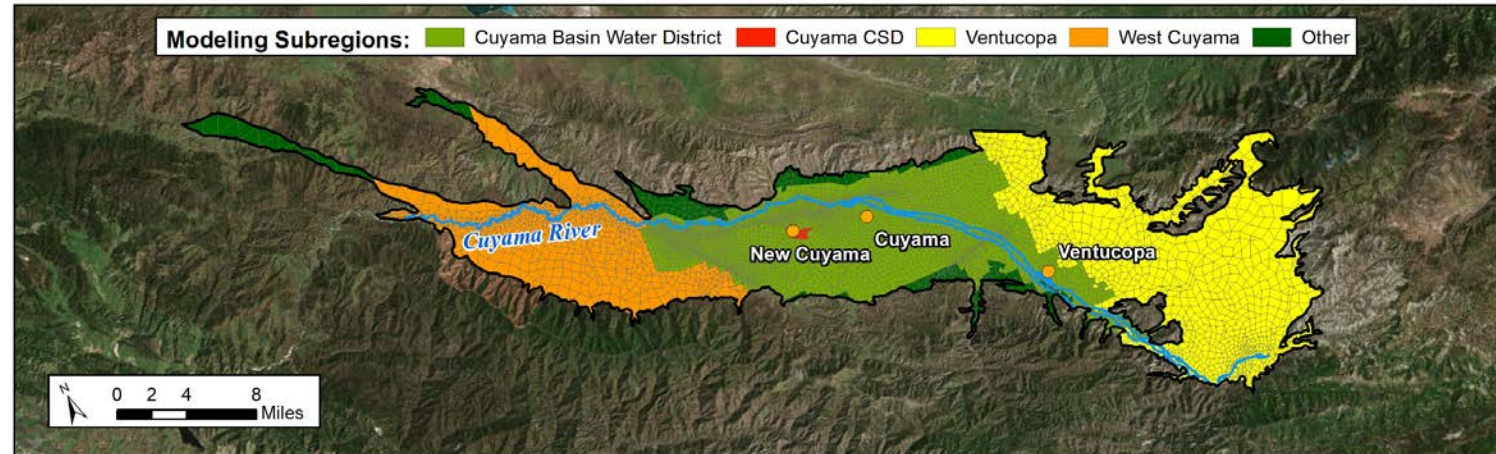 Modeling Subregions: Cuyama Basin Water District Cuyama CSD Ventucopa West Cuyama Other
Cuyama River
New Cuyama
Cuyama
Ventucopa
N
0 2 4 8
Miles